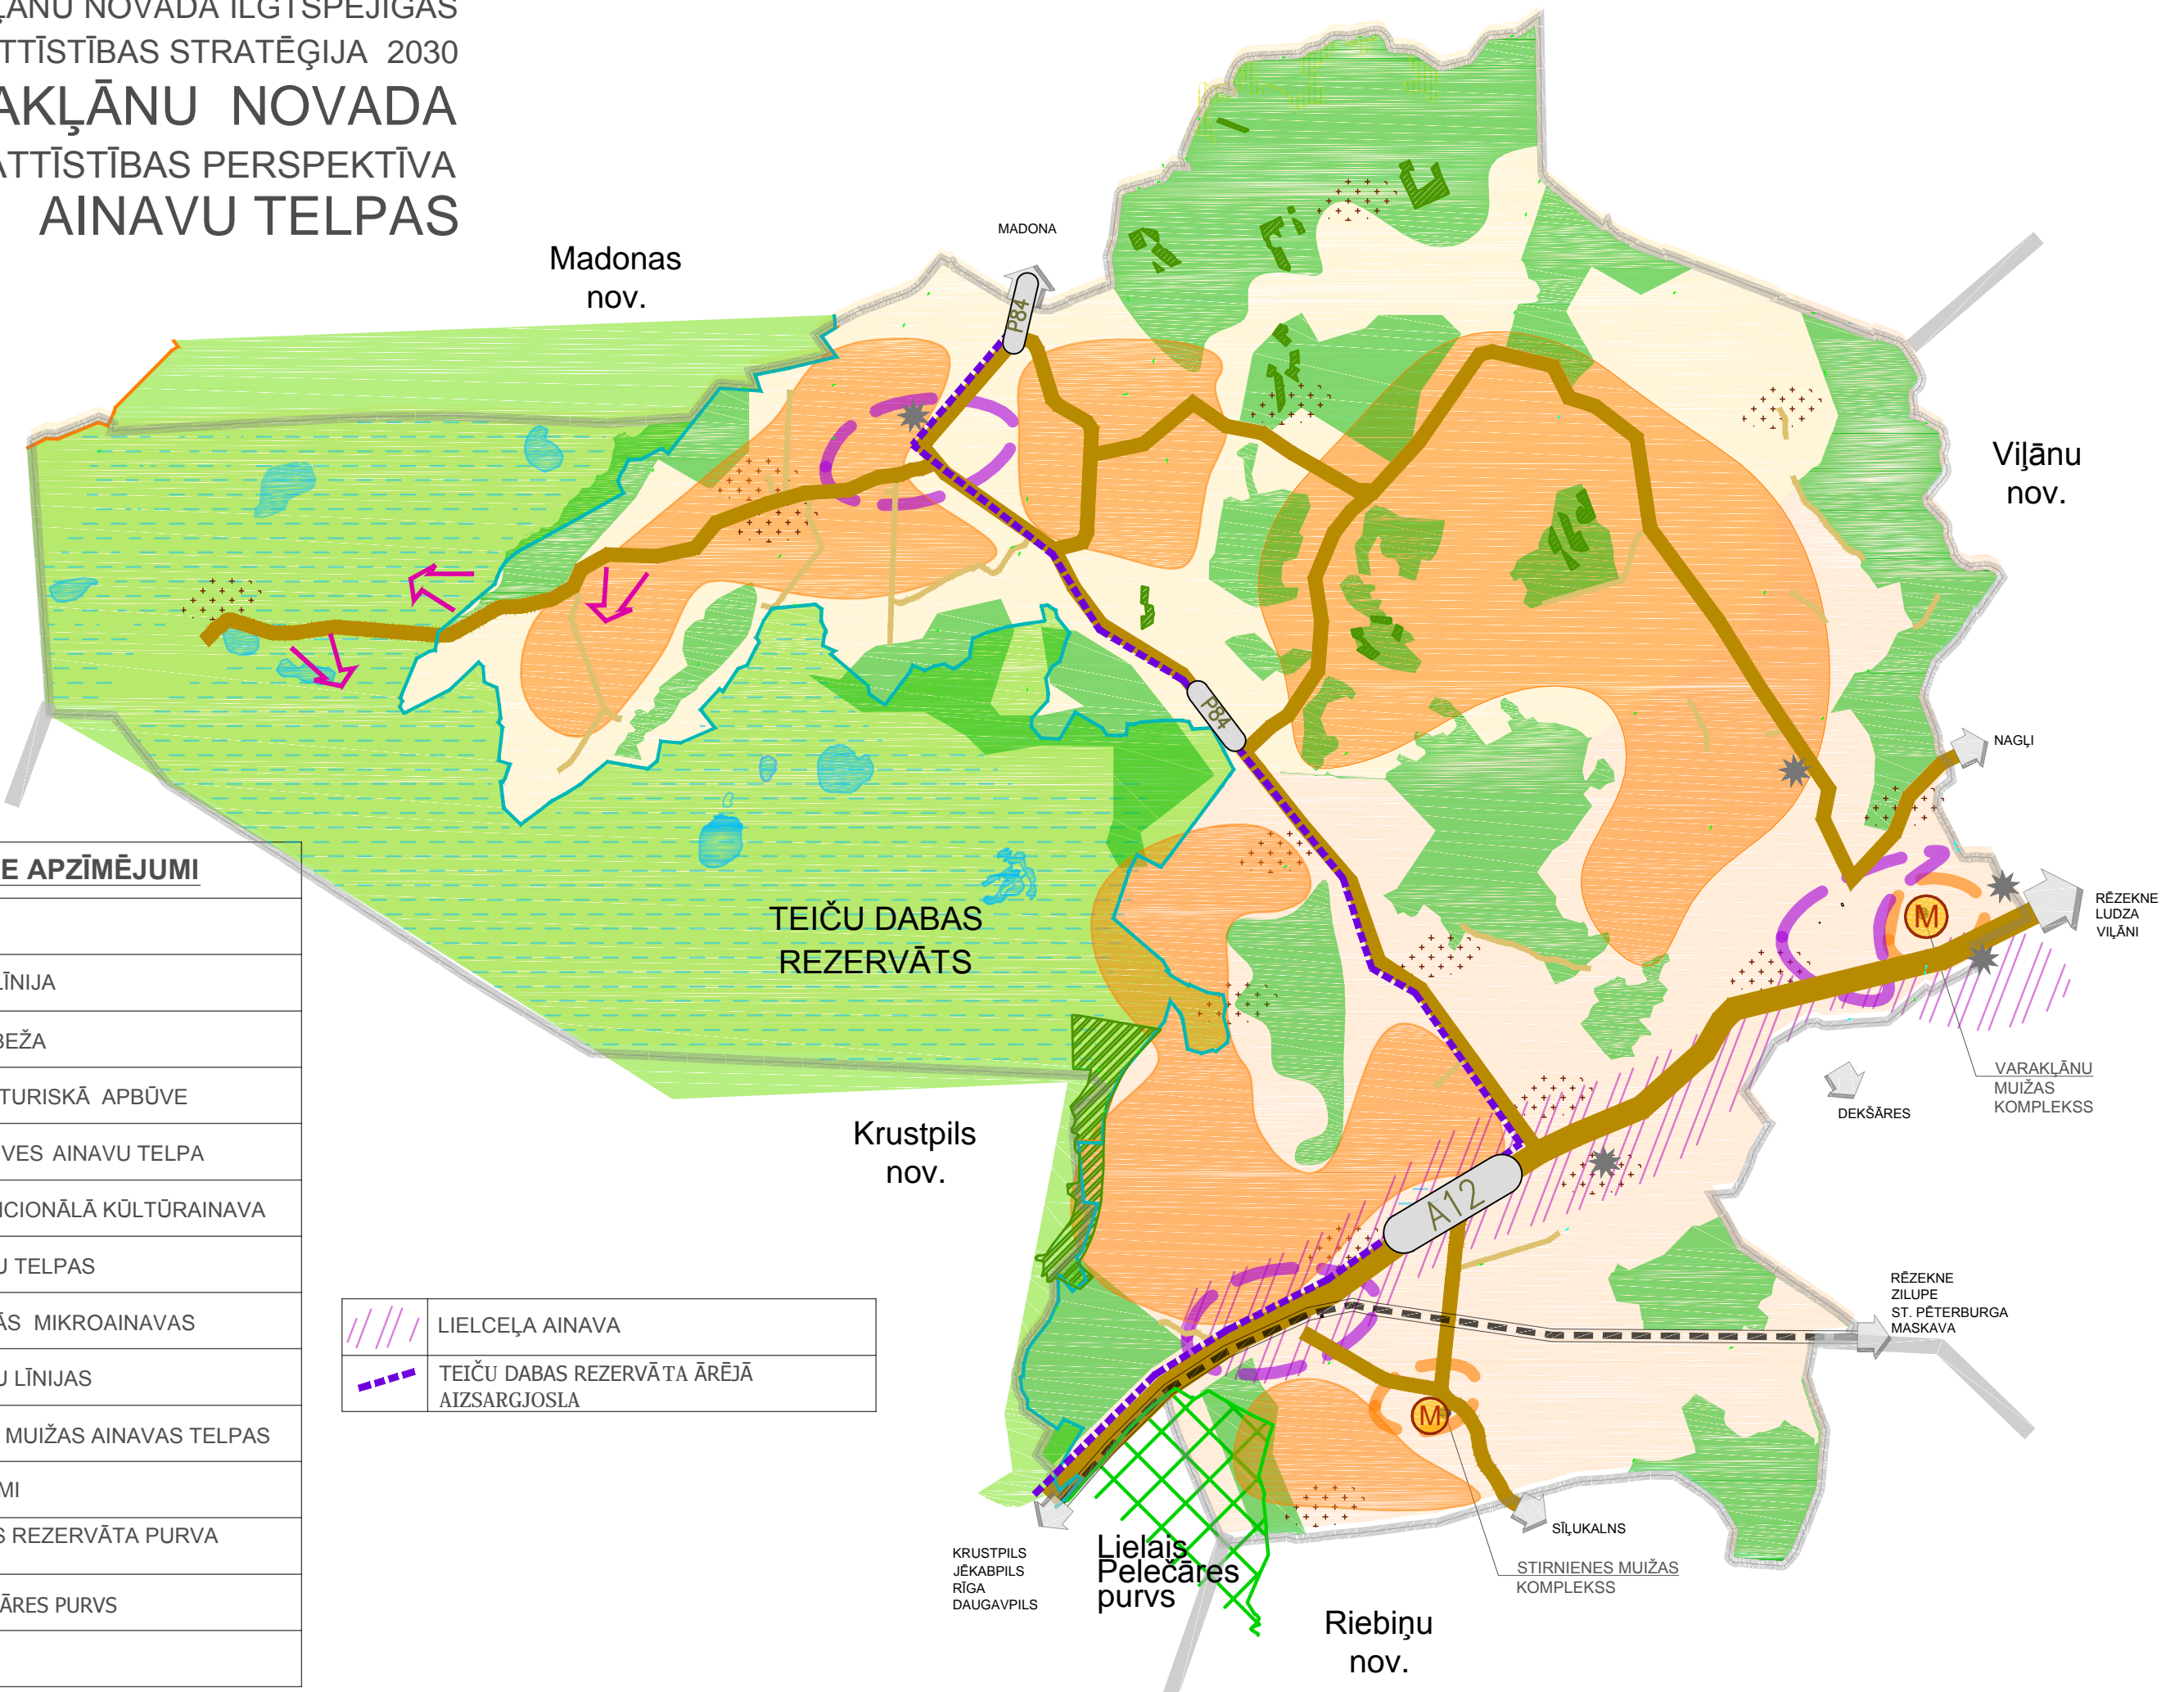 ĻĀNU NOVADA ILGTSPĒJĪGAS
ATTĪSTĪBAS STRATĒĢIJA 2030
AKĻĀNU NOVADA
ATTĪSTĪBAS PERSPEKTĪVA
AINAVU TELPAS
Madonas
nov.
MADONA
P84
Viļānu
nov.
P84
NAGĻI
RĒZEKNE
LUDZA
VIĻĀNI
M
TEIČU DABAS
REZERVĀTS
VARAKĻĀNU
MUIŽAS
KOMPLEKSS
DEKŠĀRES
Krustpils
nov.
A12
RĒZEKNE
ZILUPE
ST. PĒTERBURGA
MASKAVA
M
SĪĻUKALNS
STIRNIENES MUIŽAS
KOMPLEKSS
KRUSTPILS
JĒKABPILS
RĪGA
DAUGAVPILS
Lielais
Pelečāres
purvs
Riebiņu
nov.
IE APZĪMĒJUMI
LĪNIJA
BEŽA
TURISKĀ APBŪVE
VES AINAVU TELPA
ICIONĀLĀ KŪLTŪRAINAVA
U TELPAS
ĀS MIKROAINAVAS
U LĪNIJAS
MUIŽAS AINAVAS TELPAS
MI
S REZERVĀTA PURVA
ĀRES PURVS
LIELCEĻA AINAVA
TEIČU DABAS REZERVĀTA ĀRĒJĀ
AIZSARGJOSLA